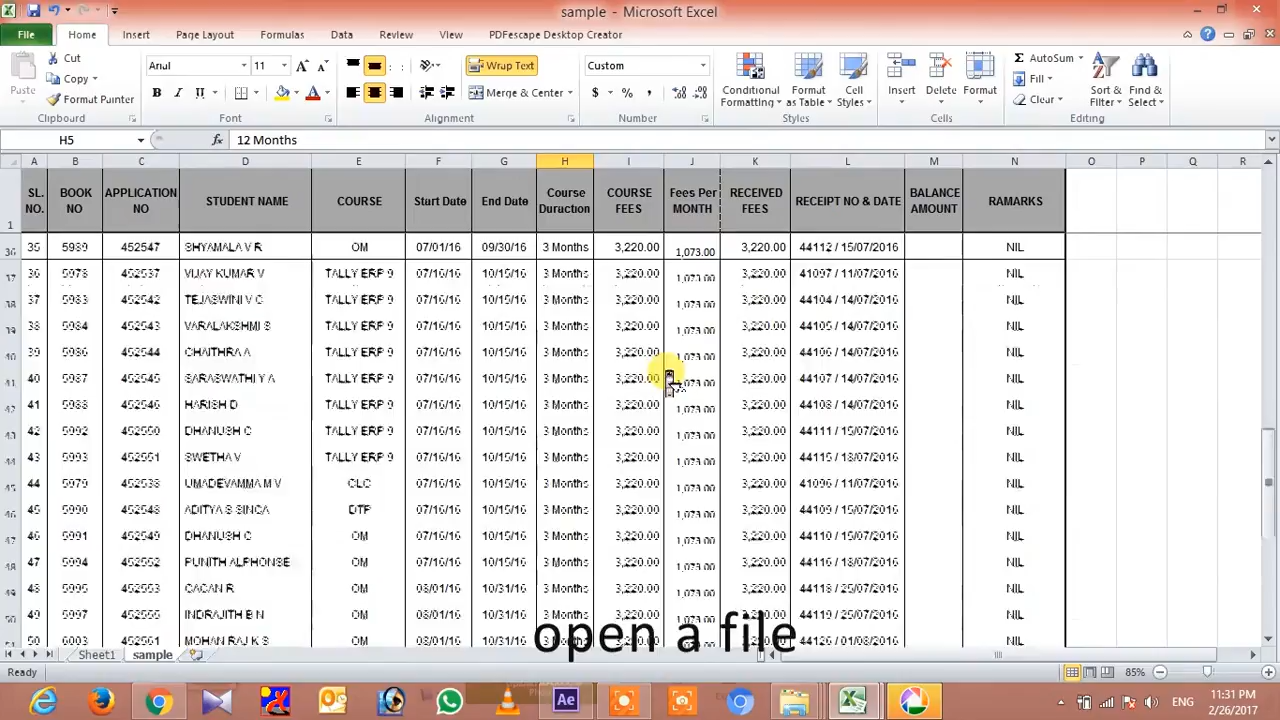 sample - Microsoft Excel
File Home Insert Page Layout Formulas Data Review View PDFescape Desktop Creator
Cut
Copy
Format Painter
Paste
Clipboard
Arial 11
Font
Wrap Text
Merge & Center
Alignment
Custom
Number
Conditional Formatting
Format as Table
Cell Styles
Styles
Insert Delete Format
Cells
AutoSum
Fill
Clear
Sort & Filter
Find & Select
Editing
H5 fx 12 Months
A B C D E F G H I J K L M N O P Q R
1 SL. NO. BOOK NO APPLICATION NO STUDENT NAME COURSE Start Date End Date Course Duraction COURSE FEES Fees Per MONTH RECEIVED FEES RECEIPT NO & DATE BALANCE AMOUNT RAMARKS
36 35 5989 452547 SHYAMALA V R OM 07/01/16 09/30/16 3 Months 3,220.00 1,073.00 3,220.00 44112 / 15/07/2016 NIL
36 5978 452537 VIJAY KUMAR V TALLY ERP 9 07/16/16 10/15/16 3 Months 3,220.00 1,073.00 3,220.00 41097 / 11/07/2016 NIL
37 5983 452542 TEJASWINI V C TALLY ERP 9 07/16/16 10/15/16 3 Months 3,220.00 1,073.00 3,220.00 44104 / 14/07/2016 NIL
38 5984 452543 VARALAKSHMI S TALLY ERP 9 07/16/16 10/15/16 3 Months 3,220.00 1,073.00 3,220.00 44105 / 14/07/2016 NIL
39 5986 452544 CHAITHRA A TALLY ERP 9 07/16/16 10/15/16 3 Months 3,220.00 1,073.00 3,220.00 44106 / 14/07/2016 NIL
40 5987 452545 SARASWATHI Y A TALLY ERP 9 07/16/16 10/15/16 3 Months 3,220.00 1,073.00 3,220.00 44107 / 14/07/2016 NIL
41 5988 452546 HARISH D TALLY ERP 9 07/16/16 10/15/16 3 Months 3,220.00 1,073.00 3,220.00 44108 / 14/07/2016 NIL
42 5992 452550 DHANUSH C TALLY ERP 9 07/16/16 10/15/16 3 Months 3,220.00 1,073.00 3,220.00 44111 / 15/07/2016 NIL
43 5993 452551 SWETHA V TALLY ERP 9 07/16/16 10/15/16 3 Months 3,220.00 1,073.00 3,220.00 44115 / 18/07/2016 NIL
44 5979 452538 UMADEVAMMA M V CLC 07/16/16 10/15/16 3 Months 3,220.00 1,073.00 3,220.00 41096 / 11/07/2016 NIL
45 5990 452548 ADITYA S SINGA DTP 07/16/16 10/15/16 3 Months 3,220.00 1,073.00 3,220.00 44109 / 15/07/2016 NIL
46 5991 452549 DHANUSH C OM 07/16/16 10/15/16 3 Months 3,220.00 1,073.00 3,220.00 44110 / 15/07/2016 NIL
47 5994 452552 PUNITH ALPHONSE OM 07/16/16 10/15/16 3 Months 3,220.00 1,073.00 3,220.00 44116 / 18/07/2016 NIL
48 5995 452553 GAGAN R OM 08/01/16 10/31/16 3 Months 3,220.00 1,073.00 3,220.00 44118 / 25/07/2016 NIL
49 5997 452555 INDRAJITH B N OM 08/01/16 10/31/16 3 Months 3,220.00 1,073.00 3,220.00 44119 / 25/07/2016 NIL
50 6003 452561 MOHAN RAJ K S OM 08/01/16 10/31/16 3 Months 3,220.00 3,220.00 44126 / 01/08/2016 NIL
open a file
Sheet1 sample
Ready 85%
ENG
11:31 PM
2/26/2017